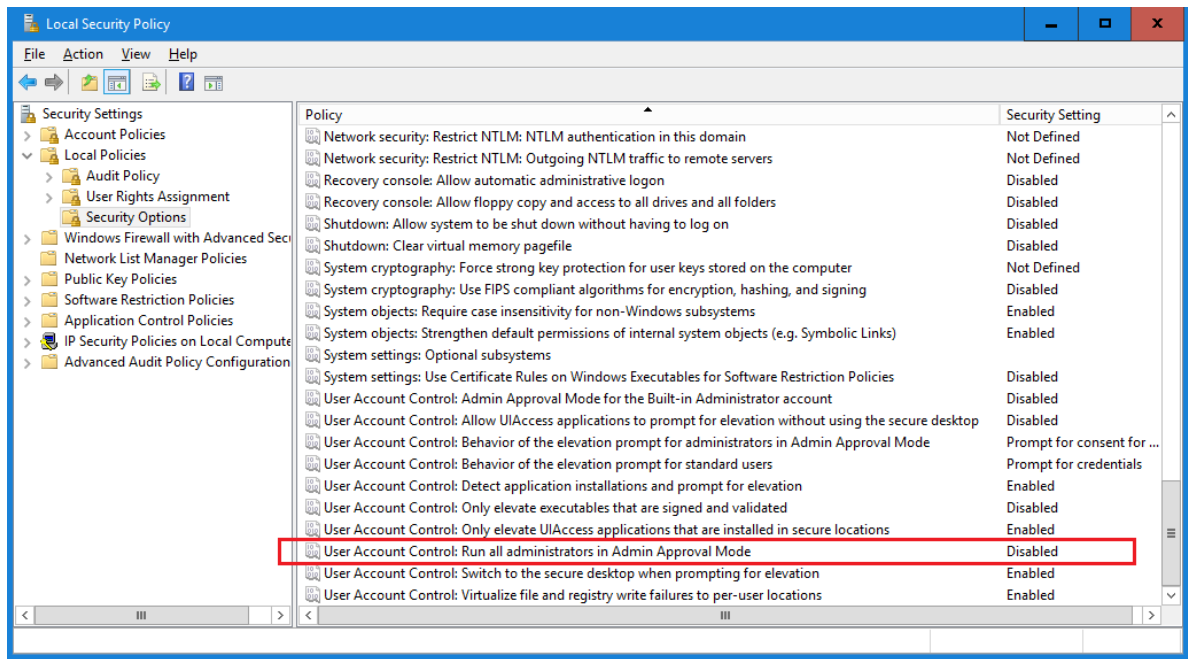 Local Security Policy
File Action View Help
Security Settings
Account Policies
Local Policies
Audit Policy
User Rights Assignment
Security Options
Windows Firewall with Advanced Secu
Network List Manager Policies
Public Key Policies
Software Restriction Policies
Application Control Policies
IP Security Policies on Local Compute
Advanced Audit Policy Configuration
Policy Security Setting
Network security: Restrict NTLM: NTLM authentication in this domain Not Defined
Network security: Restrict NTLM: Outgoing NTLM traffic to remote servers Not Defined
Recovery console: Allow automatic administrative logon Disabled
Recovery console: Allow floppy copy and access to all drives and all folders Disabled
Shutdown: Allow system to be shut down without having to log on Disabled
Shutdown: Clear virtual memory pagefile Disabled
System cryptography: Force strong key protection for user keys stored on the computer Not Defined
System cryptography: Use FIPS compliant algorithms for encryption, hashing, and signing Disabled
System objects: Require case insensitivity for non-Windows subsystems Enabled
System objects: Strengthen default permissions of internal system objects (e.g. Symbolic Links) Enabled
System settings: Optional subsystems
System settings: Use Certificate Rules on Windows Executables for Software Restriction Policies Disabled
User Account Control: Admin Approval Mode for the Built-in Administrator account Disabled
User Account Control: Allow UIAccess applications to prompt for elevation without using the secure desktop Disabled
User Account Control: Behavior of the elevation prompt for administrators in Admin Approval Mode Prompt for consent for ...
User Account Control: Behavior of the elevation prompt for standard users Prompt for credentials
User Account Control: Detect application installations and prompt for elevation Enabled
User Account Control: Only elevate executables that are signed and validated Disabled
User Account Control: Only elevate UIAccess applications that are installed in secure locations Enabled
User Account Control: Run all administrators in Admin Approval Mode Disabled
User Account Control: Switch to the secure desktop when prompting for elevation Enabled
User Account Control: Virtualize file and registry write failures to per-user locations Enabled